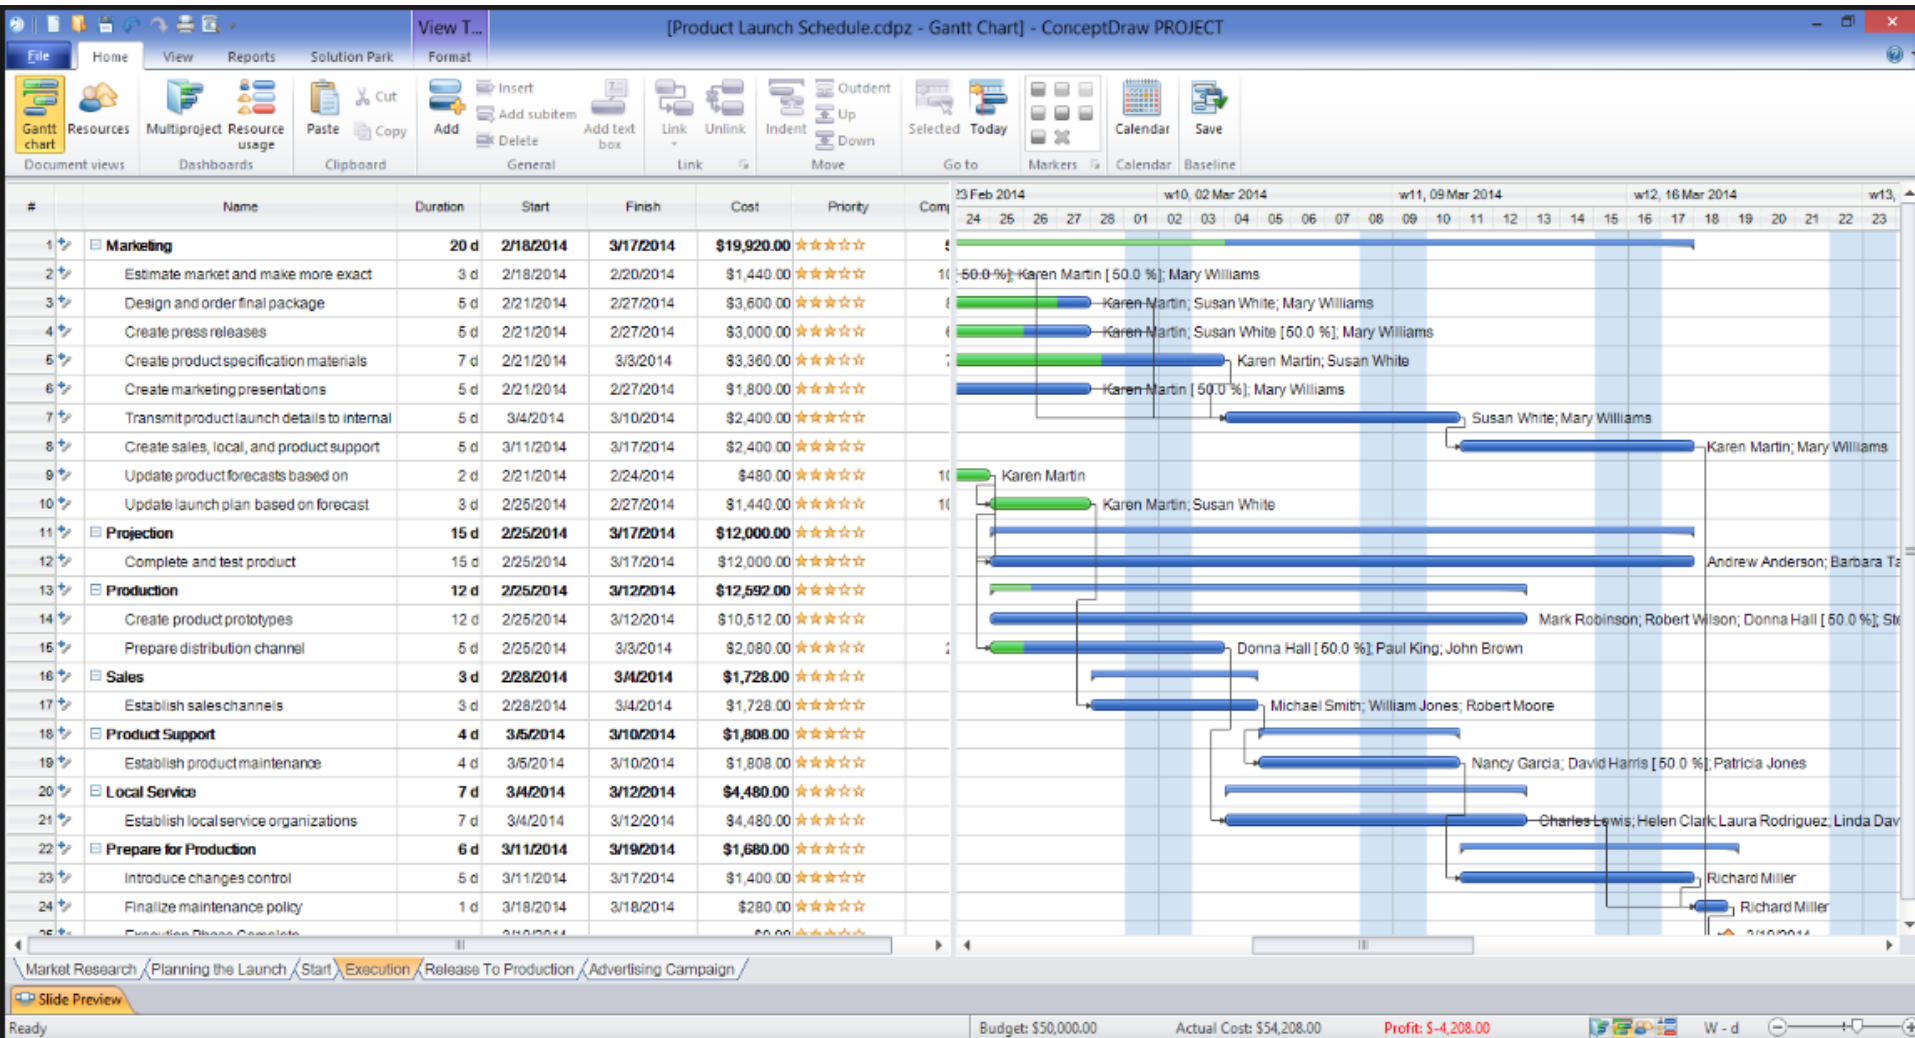 View T...
[Product Launch Schedule.cdpz - Gantt Chart] - ConceptDraw PROJECT
File Home View Reports Solution Park Format
Gantt chart Resources Multiproject Resource usage Paste Cut Copy Add Insert Add subitem Delete Add text box Link Unlink Indent Outdent Up Down Selected Today Calendar Save
Document views Dashboards Clipboard General Link Move Go to Markers Calendar Baseline
23 Feb 2014 w10, 02 Mar 2014 w11, 09 Mar 2014 w12, 16 Mar 2014 w13,
# Name Duration Start Finish Cost Priority
24 25 26 27 28 01 02 03 04 05 06 07 08 09 10 11 12 13 14 15 16 17 18 19 20 21 22 23
1 Marketing 20 d 2/18/2014 3/17/2014 $19,920.00
2 Estimate market and make more exact 3 d 2/18/2014 2/20/2014 $1,440.00 50.0 %]; Karen Martin [ 50.0 %]; Mary Williams
3 Design and order final package 5 d 2/21/2014 2/27/2014 $3,600.00 Karen Martin; Susan White; Mary Williams
4 Create press releases 5 d 2/21/2014 2/27/2014 $3,000.00 Karen Martin; Susan White [50.0 %]; Mary Williams
5 Create product specification materials 7 d 2/21/2014 3/3/2014 $3,360.00 Karen Martin; Susan White
6 Create marketing presentations 5 d 2/21/2014 2/27/2014 $1,800.00 Karen Martin [ 50.0 %]; Mary Williams
7 Transmit product launch details to internal 5 d 3/4/2014 3/10/2014 $2,400.00 Susan White; Mary Williams
8 Create sales, local, and product support 5 d 3/11/2014 3/17/2014 $2,400.00 Karen Martin; Mary Williams
9 Update product forecasts based on 2 d 2/21/2014 2/24/2014 $480.00 Karen Martin
10 Update launch plan based on forecast 3 d 2/25/2014 2/27/2014 $1,440.00 Karen Martin; Susan White
11 Projection 15 d 2/25/2014 3/17/2014 $12,000.00
12 Complete and test product 15 d 2/25/2014 3/17/2014 $12,000.00 Andrew Anderson; Barbara Ta
13 Production 12 d 2/25/2014 3/12/2014 $12,592.00
14 Create product prototypes 12 d 2/25/2014 3/12/2014 $10,512.00 Mark Robinson; Robert Wilson; Donna Hall [ 50.0 %]; Ste
15 Prepare distribution channel 5 d 2/25/2014 3/3/2014 $2,080.00 Donna Hall [ 50.0 %]; Paul King; John Brown
16 Sales 3 d 2/28/2014 3/4/2014 $1,728.00
17 Establish sales channels 3 d 2/28/2014 3/4/2014 $1,728.00 Michael Smith; William Jones; Robert Moore
18 Product Support 4 d 3/5/2014 3/10/2014 $1,808.00
19 Establish product maintenance 4 d 3/5/2014 3/10/2014 $1,808.00 Nancy Garcia; David Harris [ 50.0 %]; Patricia Jones
20 Local Service 7 d 3/4/2014 3/12/2014 $4,480.00
21 Establish local service organizations 7 d 3/4/2014 3/12/2014 $4,480.00 Charles Lewis; Helen Clark; Laura Rodriguez; Linda Dav
22 Prepare for Production 6 d 3/11/2014 3/19/2014 $1,680.00
23 Introduce changes control 5 d 3/11/2014 3/17/2014 $1,400.00 Richard Miller
24 Finalize maintenance policy 1 d 3/18/2014 3/18/2014 $280.00 Richard Miller
Market Research Planning the Launch Start Execution Release To Production Advertising Campaign
Slide Preview
Ready Budget: $50,000.00 Actual Cost: $54,208.00 Profit: $-4,208.00 W - d